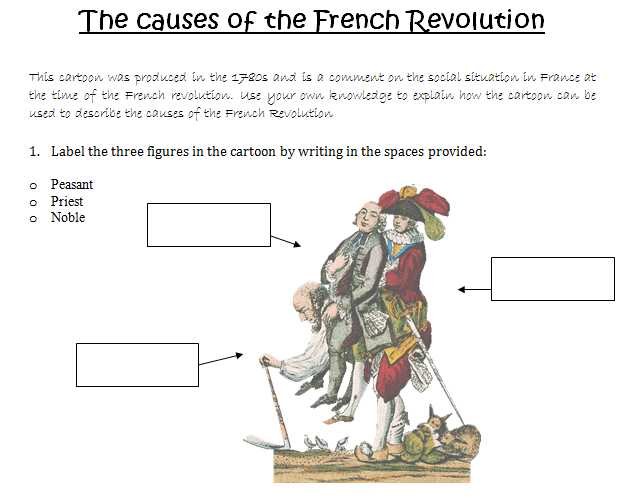 The causes of the French Revolution
This cartoon was produced in the 1780s and is a comment on the social situation in France at
the time of the French revolution. Use your own knowledge to explain how the cartoon can be
used to describe the causes of the French Revolution
1. Label the three figures in the cartoon by writing in the spaces provided:
o Peasant
o Priest
o Noble